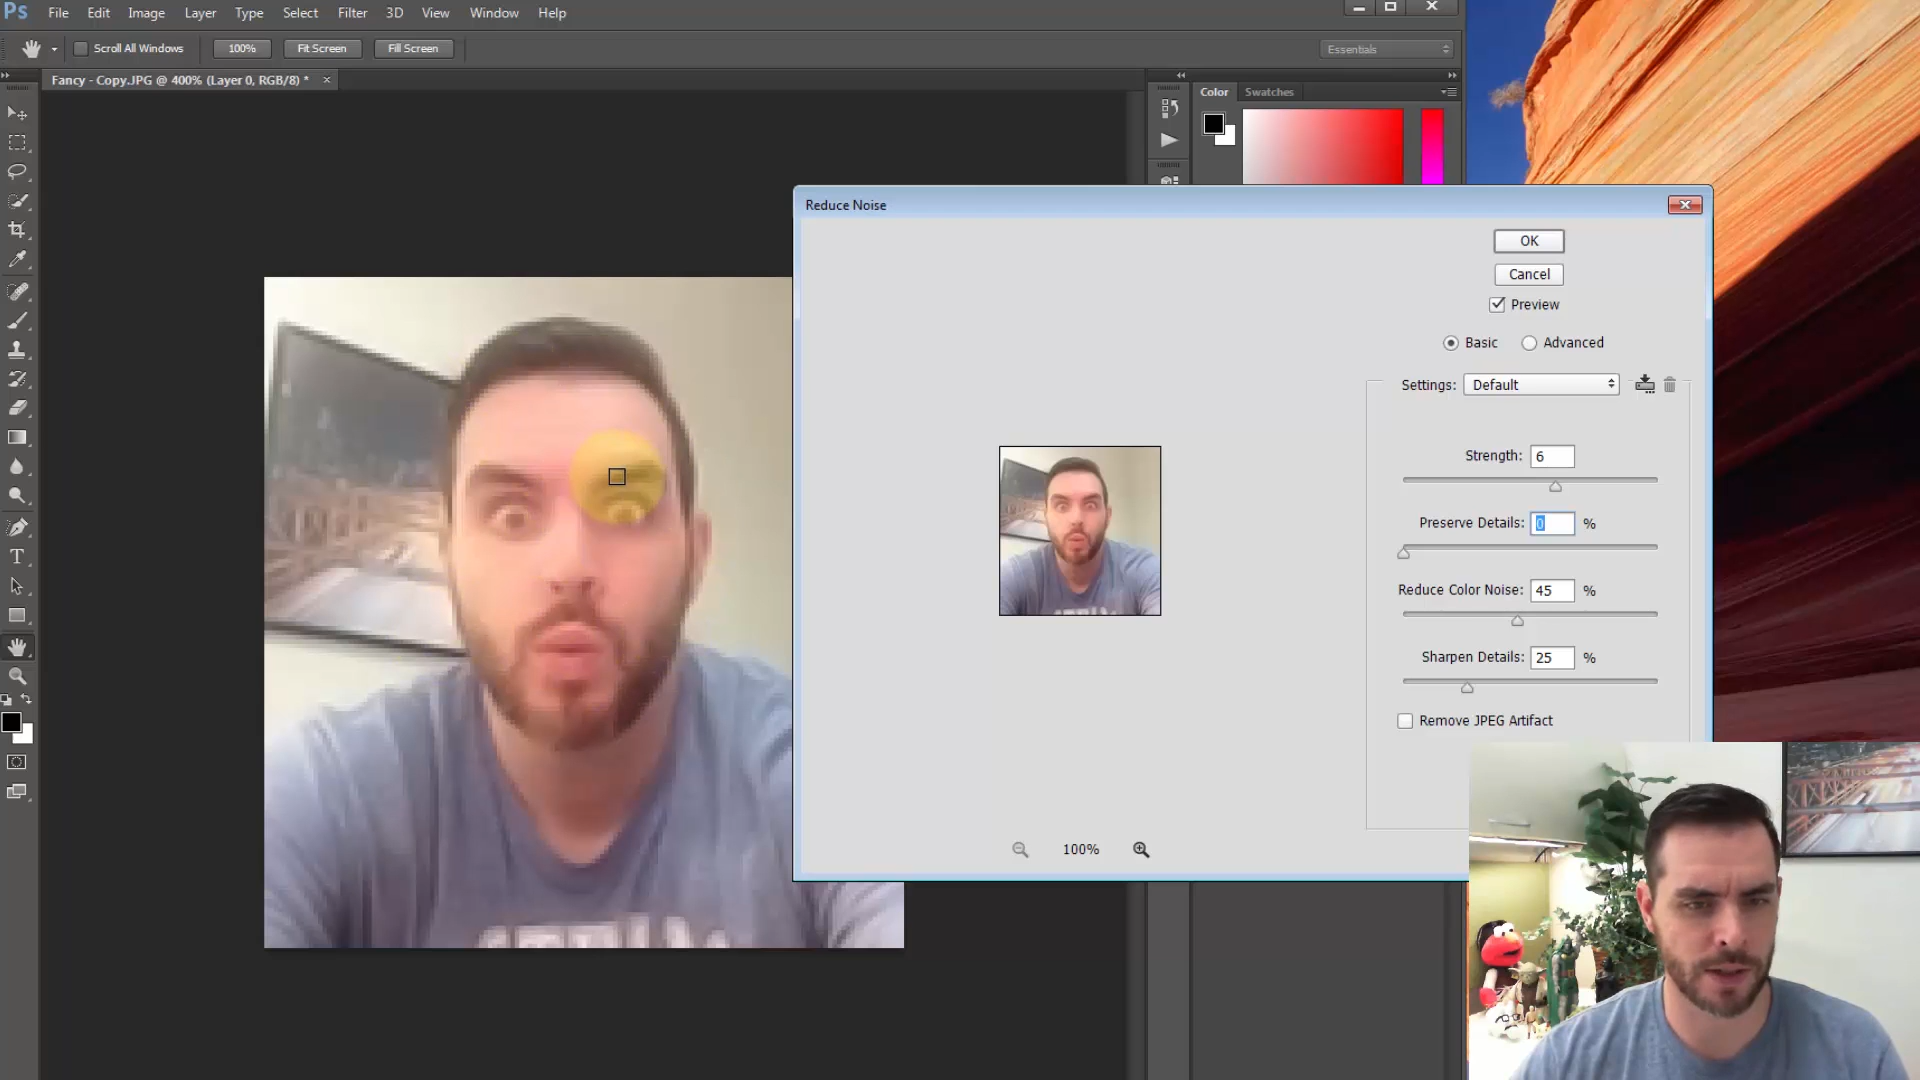 Ps File Edit Image Layer Type Select Filter 3D View Window Help
Scroll All Windows 100% Fit Screen Fill Screen Essentials
Fancy - Copy.JPG @ 400% (Layer 0, RGB/8) *
Color Swatches
Reduce Noise
OK
Cancel
Preview
Basic Advanced
Settings: Default
Strength: 6
Preserve Details: 0 %
Reduce Color Noise: 45 %
Sharpen Details: 25 %
Remove JPEG Artifact
100%
T